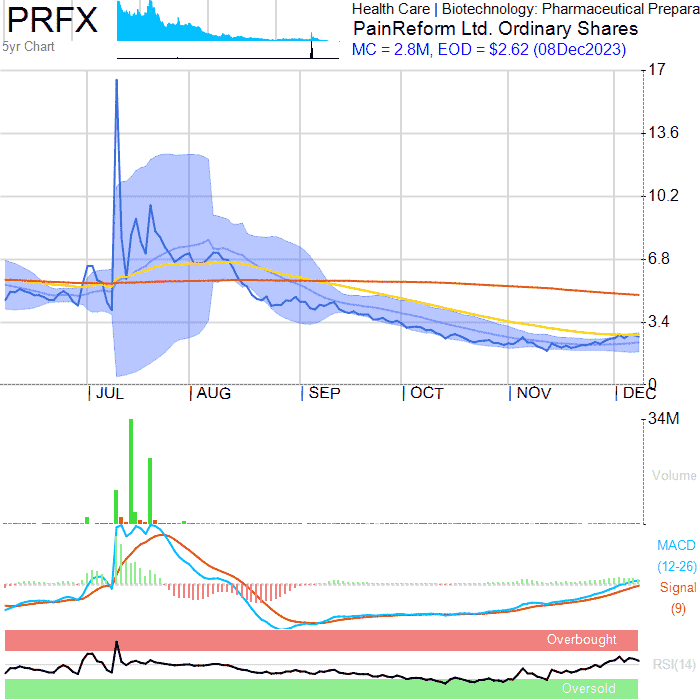 PRFX
5yr Chart
Health Care | Biotechnology: Pharmaceutical Prepara
PainReform Ltd. Ordinary Shares
MC = 2.8M, EOD = $2.62 (08Dec2023)
17
13.6
10.2
6.8
3.4
0
JUL AUG SEP OCT NOV DEC
34M
Volume
MACD
(12-26)
Signal
(9)
Overbought
RSI(14)
Oversold